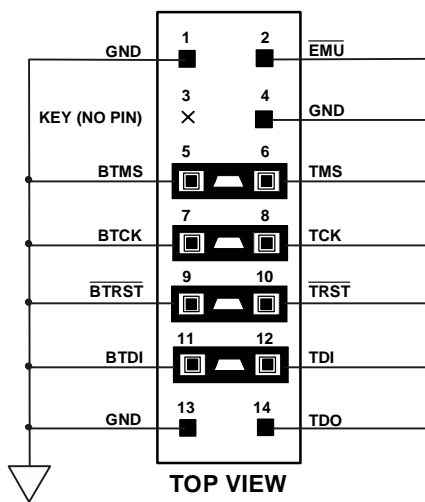 1 2
GND EMU
3 4
KEY (NO PIN) GND
5 6
BTMS TMS
7 8
BTCK TCK
9 10
BTRST TRST
11 12
BTDI TDI
13 14
GND TDO
TOP VIEW